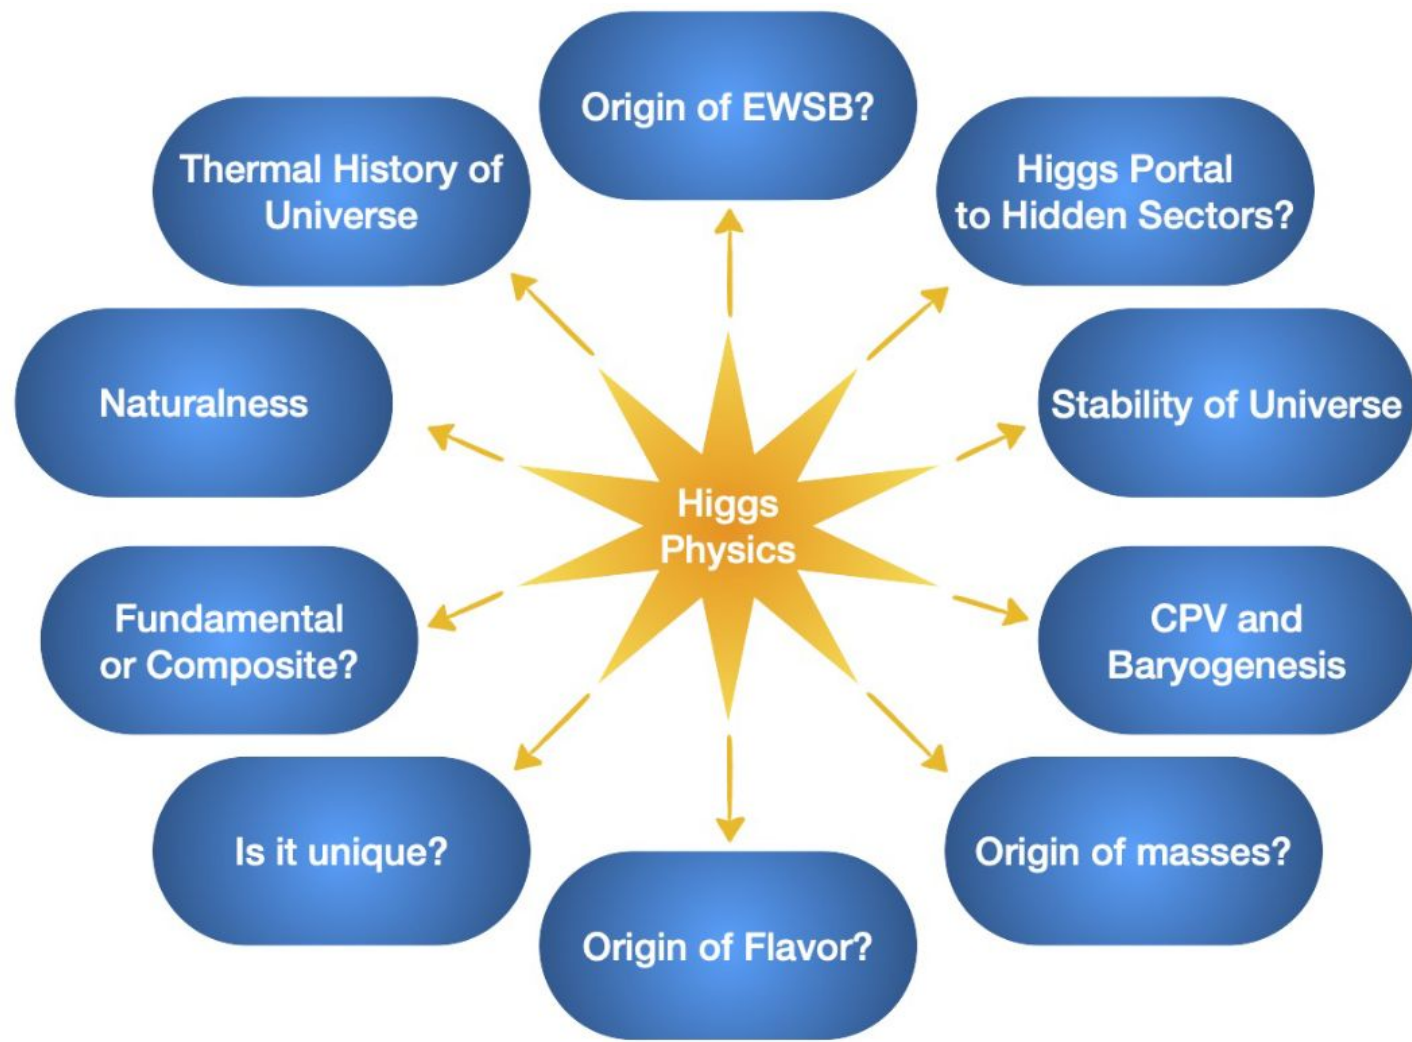 Origin of EWSB?
Thermal History of
Universe
Higgs Portal
to Hidden Sectors?
Naturalness
Stability of Universe
Higgs
Physics
Fundamental
or Composite?
CPV and
Baryogenesis
Is it unique?
Origin of masses?
Origin of Flavor?